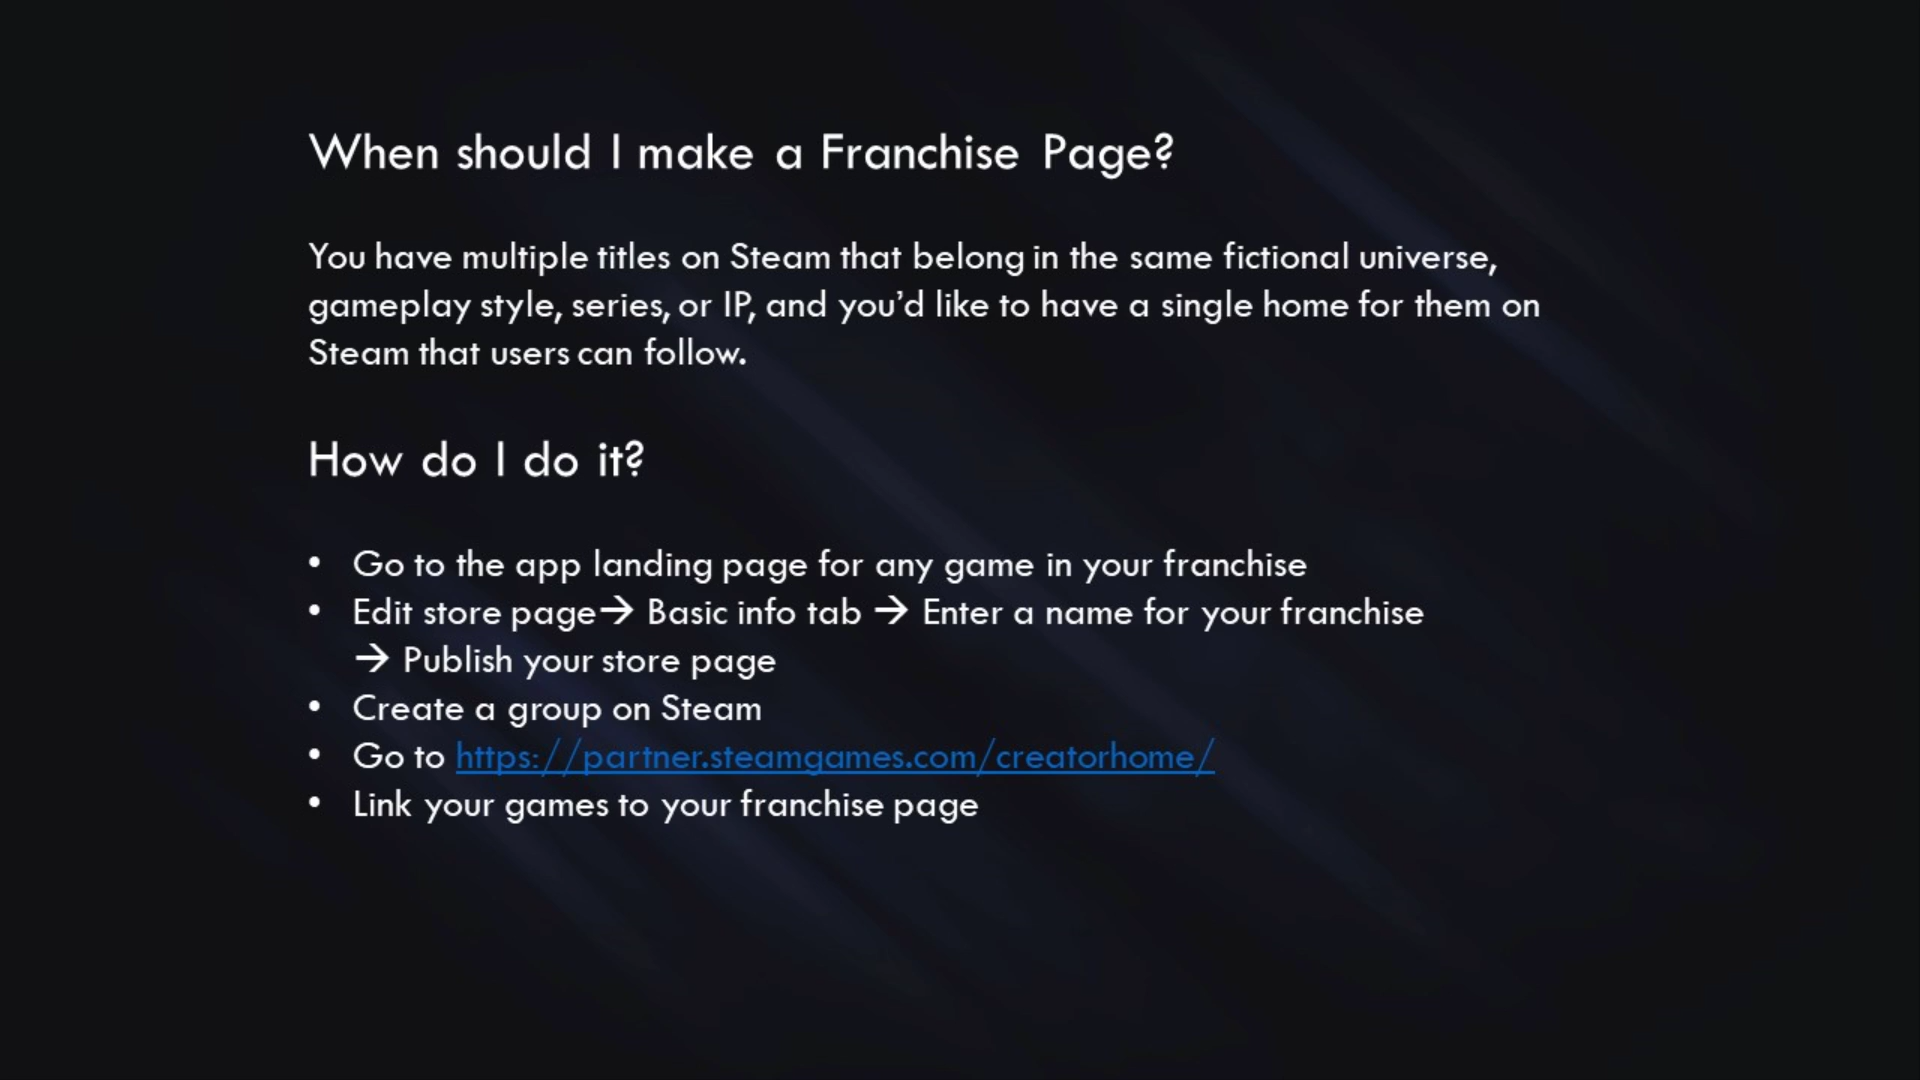 When should I make a Franchise Page?
You have multiple titles on Steam that belong in the same fictional universe,
gameplay style, series, or IP, and you’d like to have a single home for them on
Steam that users can follow.
How do I do it?
• Go to the app landing page for any game in your franchise
• Edit store page→ Basic info tab → Enter a name for your franchise
→ Publish your store page
• Create a group on Steam
• Go to https://partner.steamgames.com/creatorhome/
• Link your games to your franchise page